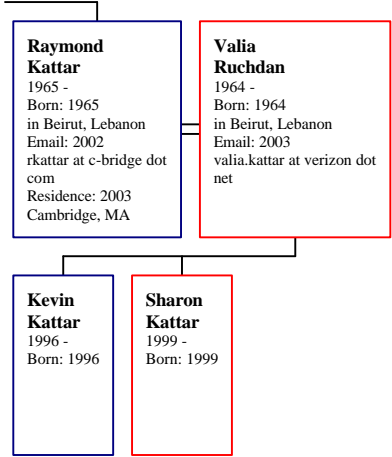 Raymond
Kattar
1965 -
Born: 1965
in Beirut, Lebanon
Email: 2002
rkattar at c-bridge dot
com
Residence: 2003
Cambridge, MA
Valia
Ruchdan
1964 -
Born: 1964
in Beirut, Lebanon
Email: 2003
valia.kattar at verizon dot
net
Kevin
Kattar
1996 -
Born: 1996
Sharon
Kattar
1999 -
Born: 1999